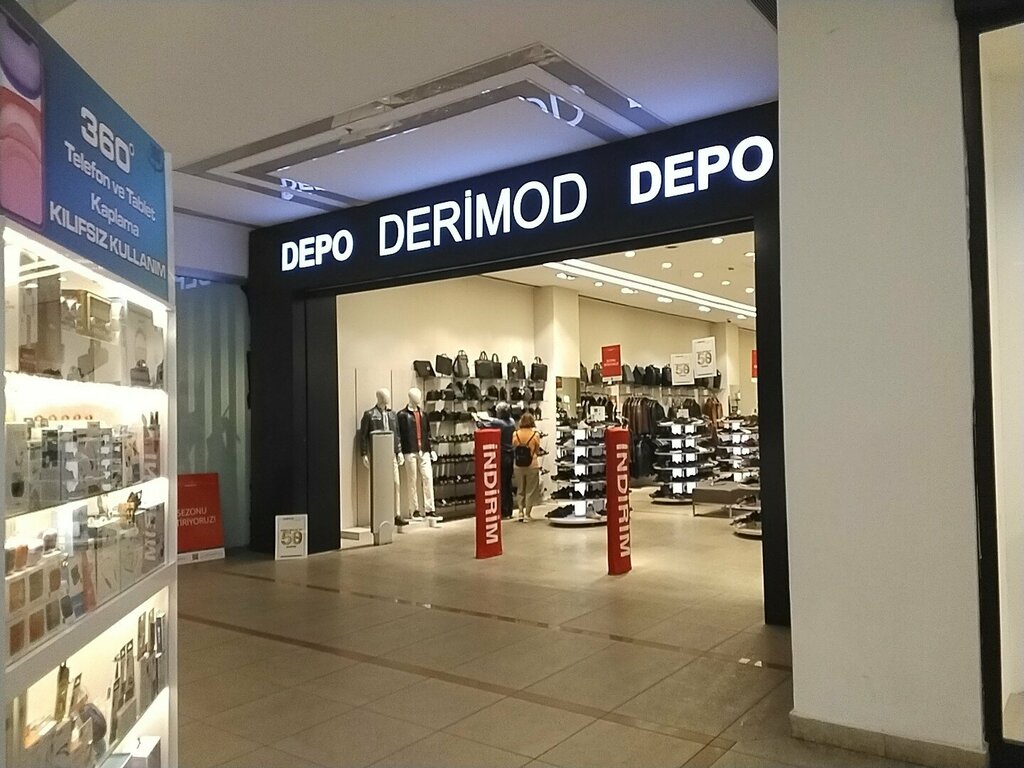 360°
Telefon ve Tablet
Kaplama
KILIFSIZ KULLANIM
DEPO DERİMOD DEPO
İNDİRİM
İNDİRİM
50
50
SEZONU
50